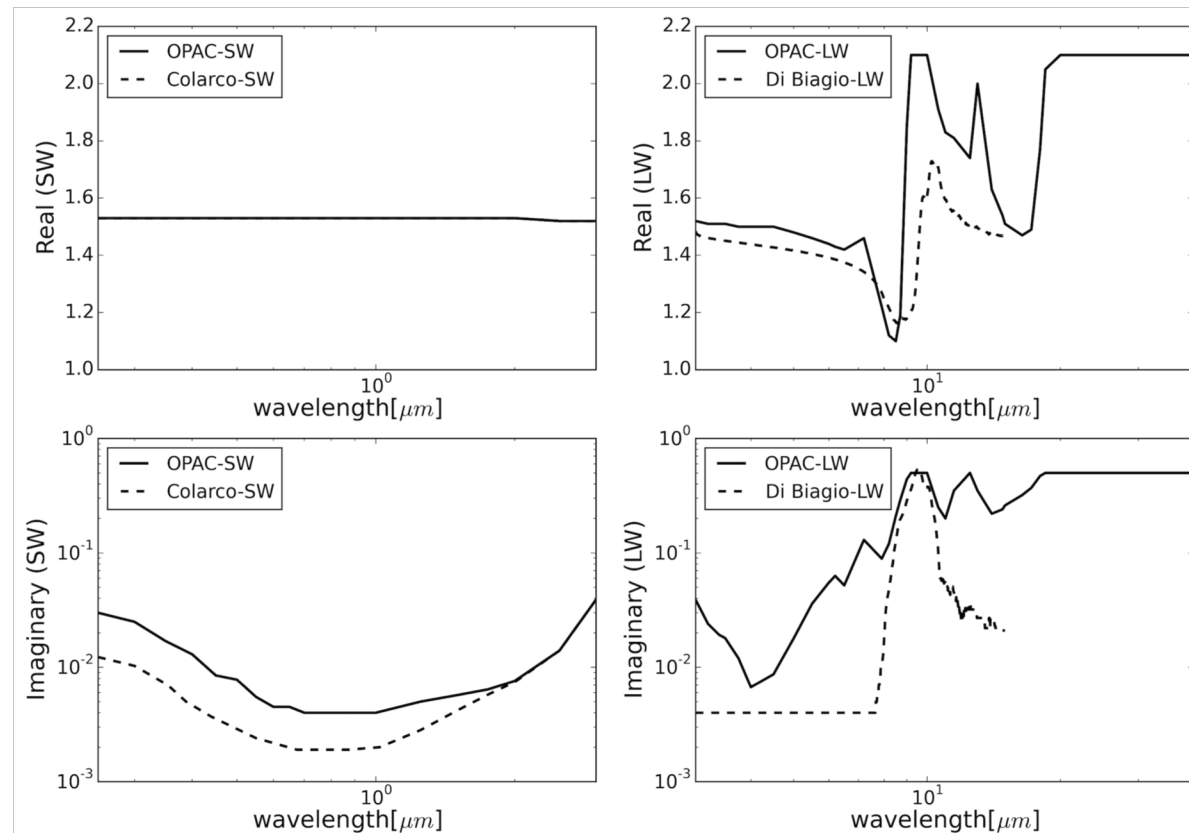 2.2
2.0
1.8
1.6
1.4
1.2
1.0
Real (SW)
OPAC-SW
Colarco-SW
10⁰
wavelength[μm]
2.2
2.0
1.8
1.6
1.4
1.2
1.0
Real (LW)
OPAC-LW
Di Biagio-LW
10¹
wavelength[μm]
10⁰
10⁻¹
10⁻²
10⁻³
Imaginary (SW)
OPAC-SW
Colarco-SW
10⁰
wavelength[μm]
10⁰
10⁻¹
10⁻²
10⁻³
Imaginary (LW)
OPAC-LW
Di Biagio-LW
10¹
wavelength[μm]